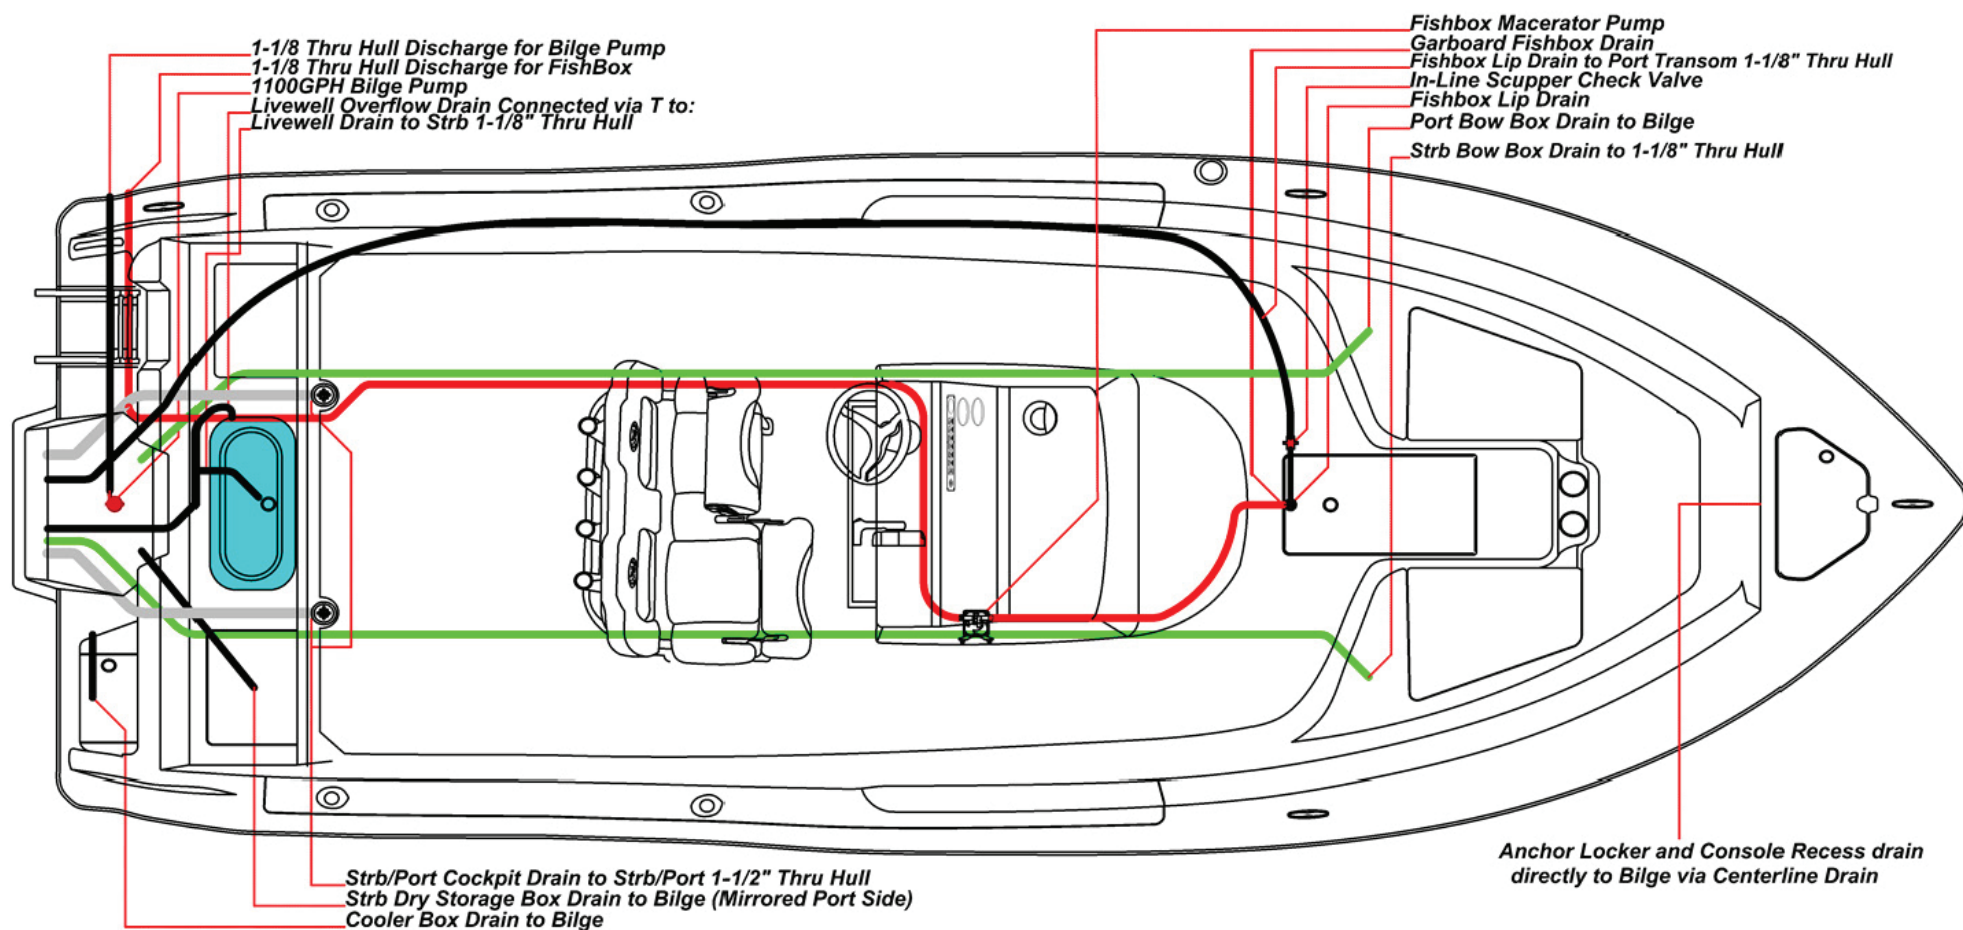 1-1/8 Thru Hull Discharge for Bilge Pump
1-1/8 Thru Hull Discharge for FishBox
1100GPH Bilge Pump
Livewell Overflow Drain Connected via T to:
Livewell Drain to Strb 1-1/8" Thru Hull
Fishbox Macerator Pump
Garboard Fishbox Drain
Fishbox Lip Drain to Port Transom 1-1/8" Thru Hull
In-Line Scupper Check Valve
Fishbox Lip Drain
Port Bow Box Drain to Bilge
Strb Bow Box Drain to 1-1/8" Thru Hull
Strb/Port Cockpit Drain to Strb/Port 1-1/2" Thru Hull
Strb Dry Storage Box Drain to Bilge (Mirrored Port Side)
Cooler Box Drain to Bilge
Anchor Locker and Console Recess drain
directly to Bilge via Centerline Drain